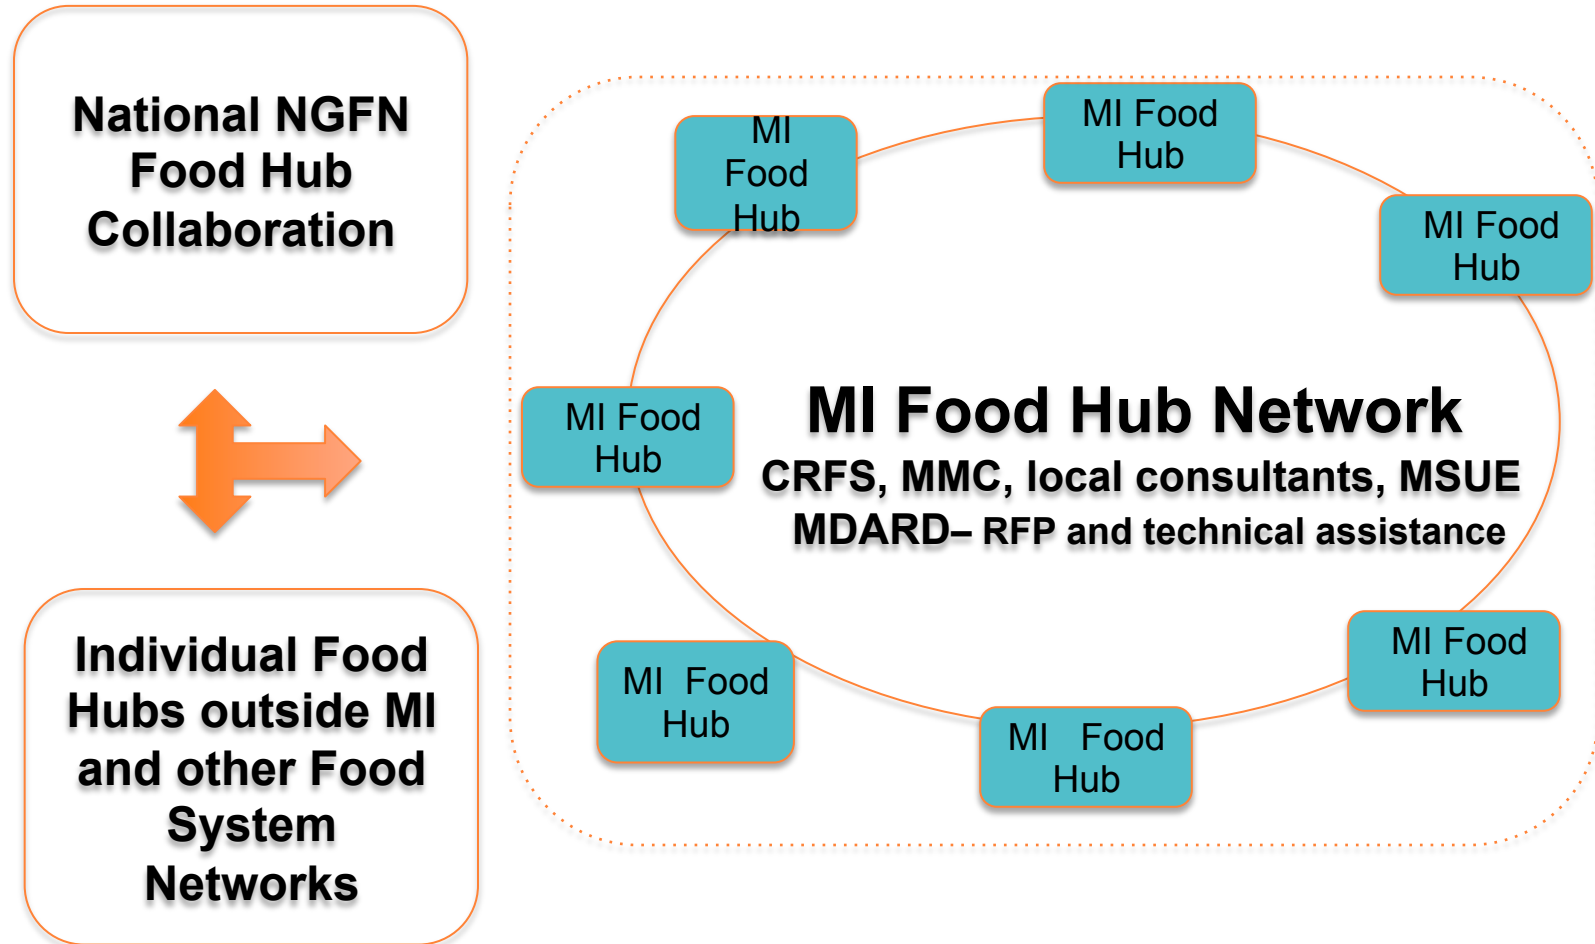 National NGFN
Food Hub
Collaboration
Individual Food
Hubs outside MI
and other Food
System
Networks
MI
Food
Hub
MI Food
Hub
MI Food
Hub
MI Food
Hub
MI Food Hub Network
CRFS, MMC, local consultants, MSUE
MDARD– RFP and technical assistance
MI Food
Hub
MI Food
Hub
MI Food
Hub